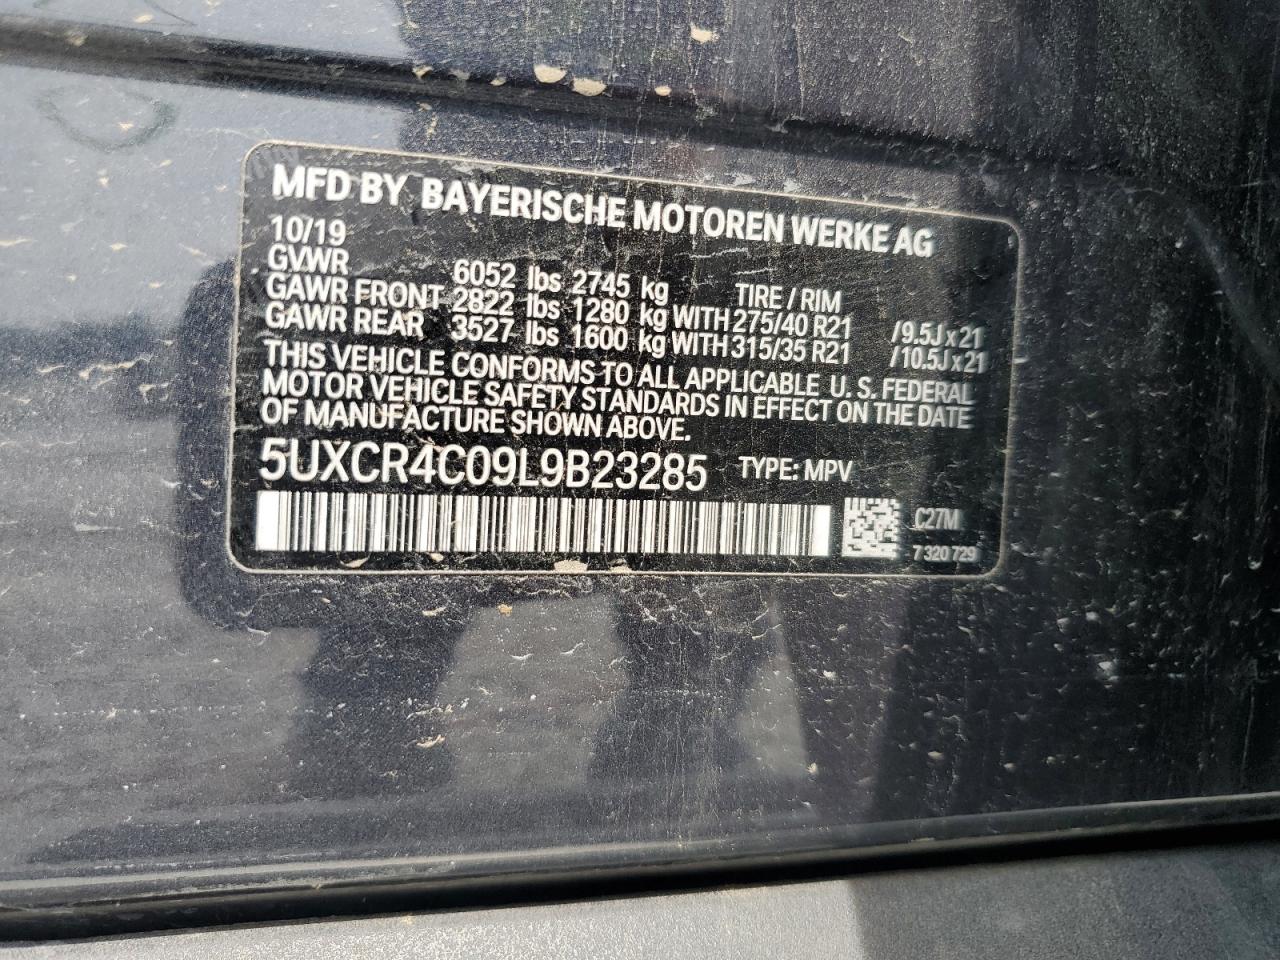 MFD BY BAYERISCHE MOTOREN WERKE AG
10/19
GVWR 6052 lbs 2745 kg TIRE / RIM
GAWR FRONT 2822 lbs 1280 kg WITH 275/40 R21 /9.5J x 21
GAWR REAR 3527 lbs 1600 kg WITH 315/35 R21 /10.5J x 21
THIS VEHICLE CONFORMS TO ALL APPLICABLE U. S. FEDERAL
MOTOR VEHICLE SAFETY STANDARDS IN EFFECT ON THE DATE
OF MANUFACTURE SHOWN ABOVE.
5UXCR4C09L9B23285 TYPE: MPV
C27M
7 320 729